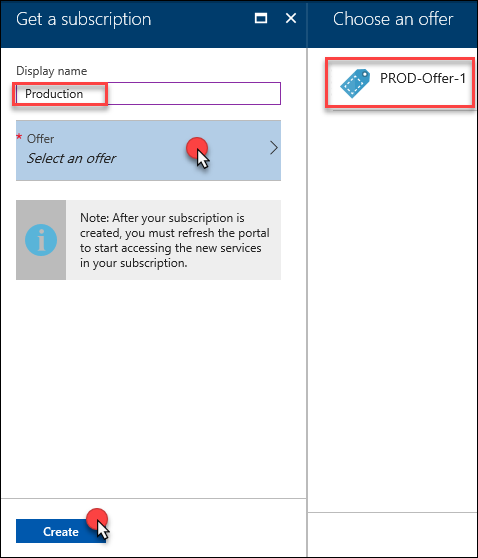 Get a subscription
Display name
Production
* Offer
Select an offer
Note: After your subscription is
created, you must refresh the portal
to start accessing the new services
in your subscription.
Create
Choose an offer
PROD-Offer-1